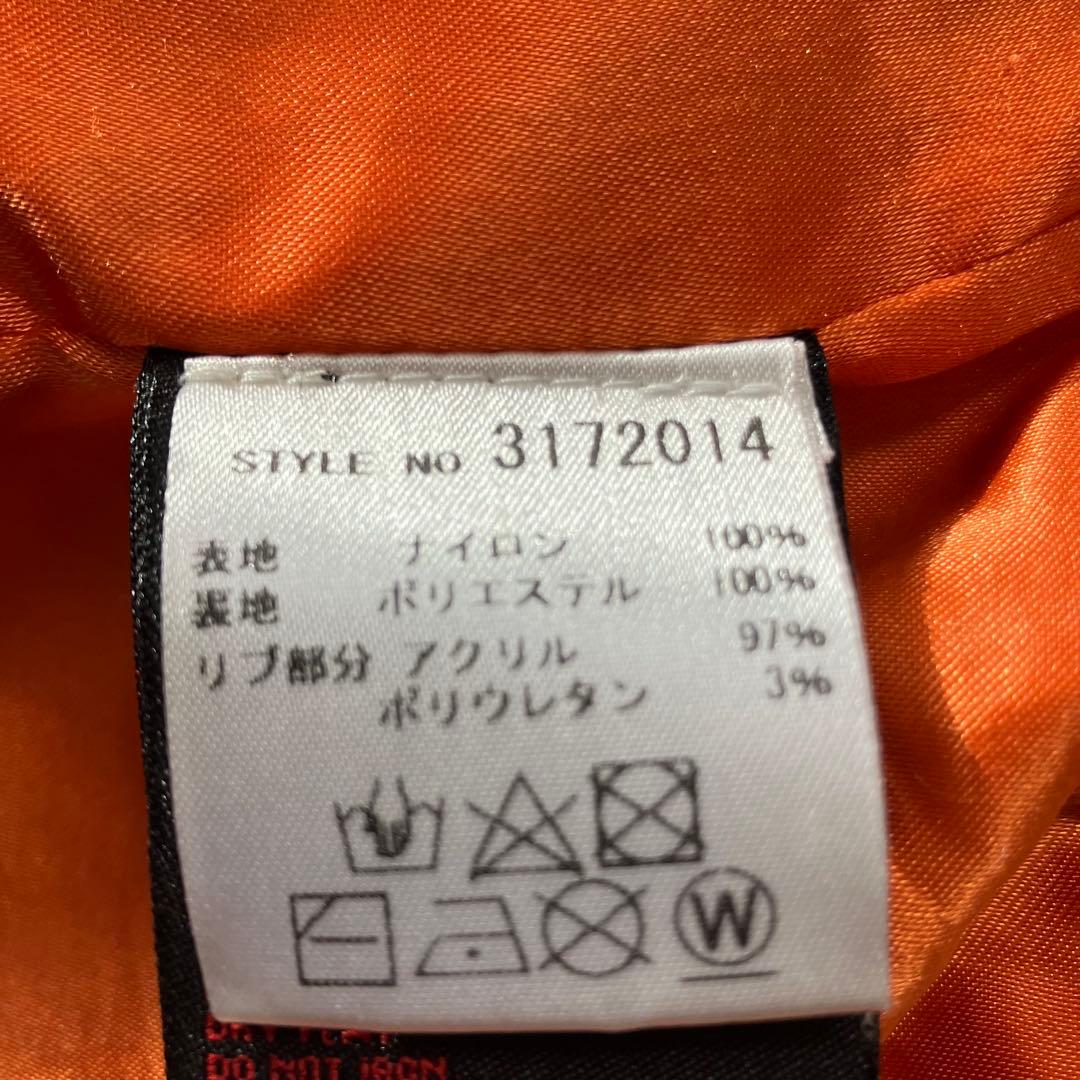 STYLE NO 3172014
表地 ナイロン 100%
裏地 ポリエステル 100%
リブ部分 アクリル 97%
ポリウレタン 3%
W
DO NOT IRON